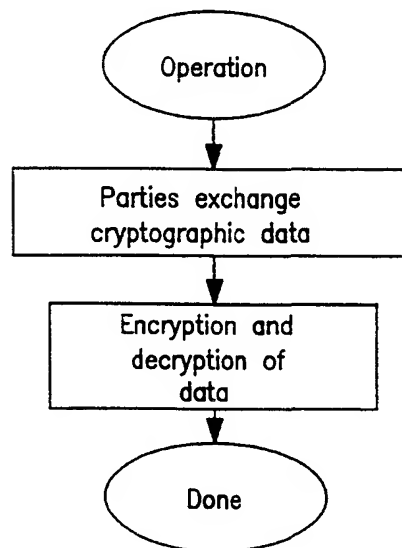 Operation
Parties exchange
cryptographic data
Encryption and
decryption of
data
Done